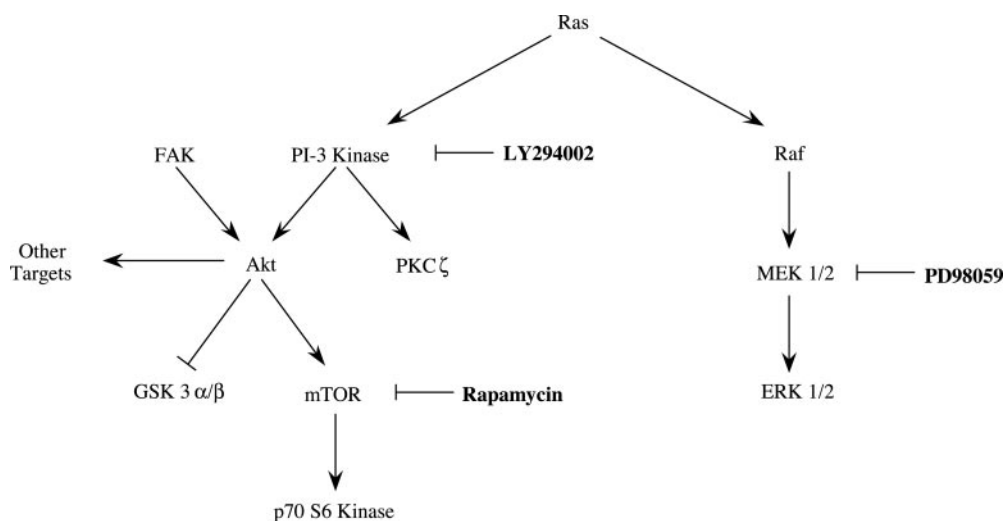 Ras
FAK
PI-3 Kinase
LY294002
Raf
Other
Targets
Akt
PKC ζ
MEK 1/2
PD98059
GSK 3 α/β
mTOR
Rapamycin
ERK 1/2
p70 S6 Kinase